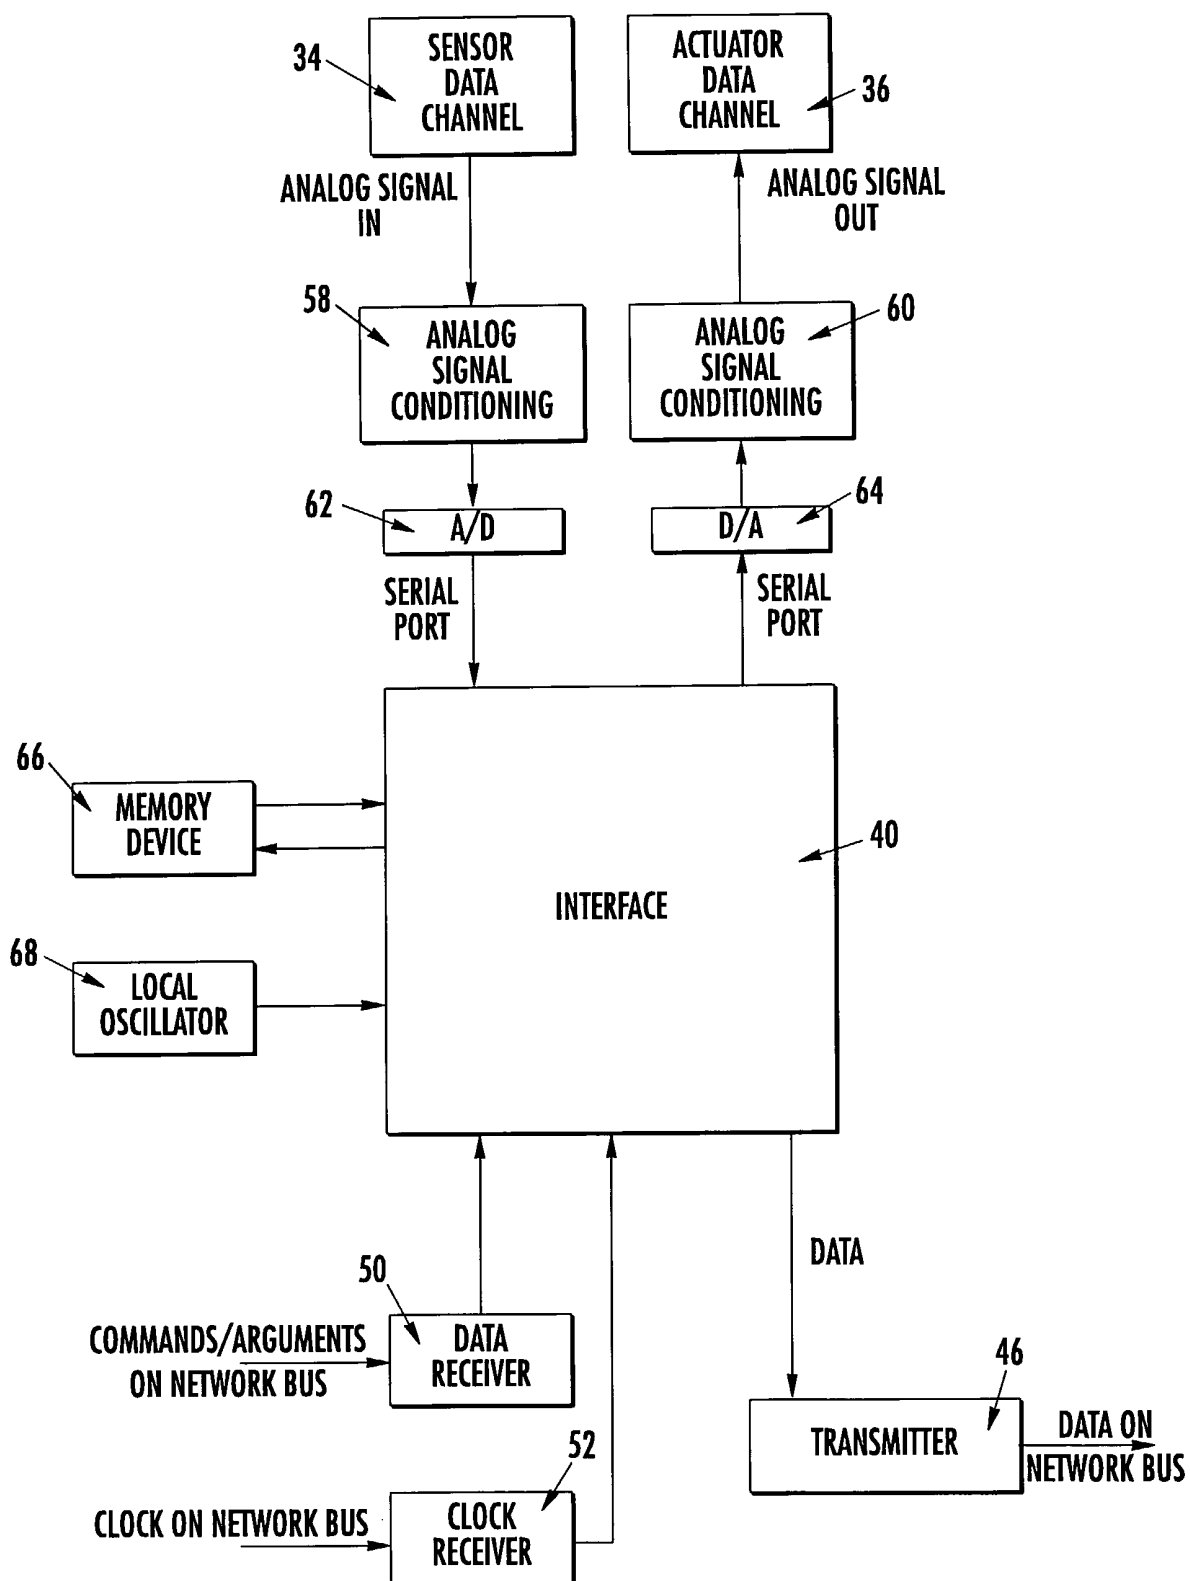 34
SENSOR
DATA
CHANNEL
ACTUATOR
DATA
CHANNEL
36
ANALOG SIGNAL
IN
ANALOG SIGNAL
OUT
58
ANALOG
SIGNAL
CONDITIONING
ANALOG
SIGNAL
CONDITIONING
60
62
A/D
D/A
64
SERIAL
PORT
SERIAL
PORT
66
MEMORY
DEVICE
40
INTERFACE
68
LOCAL
OSCILLATOR
DATA
50
COMMANDS/ARGUMENTS
ON NETWORK BUS
DATA
RECEIVER
46
TRANSMITTER
DATA ON
NETWORK BUS
52
CLOCK ON NETWORK BUS
CLOCK
RECEIVER